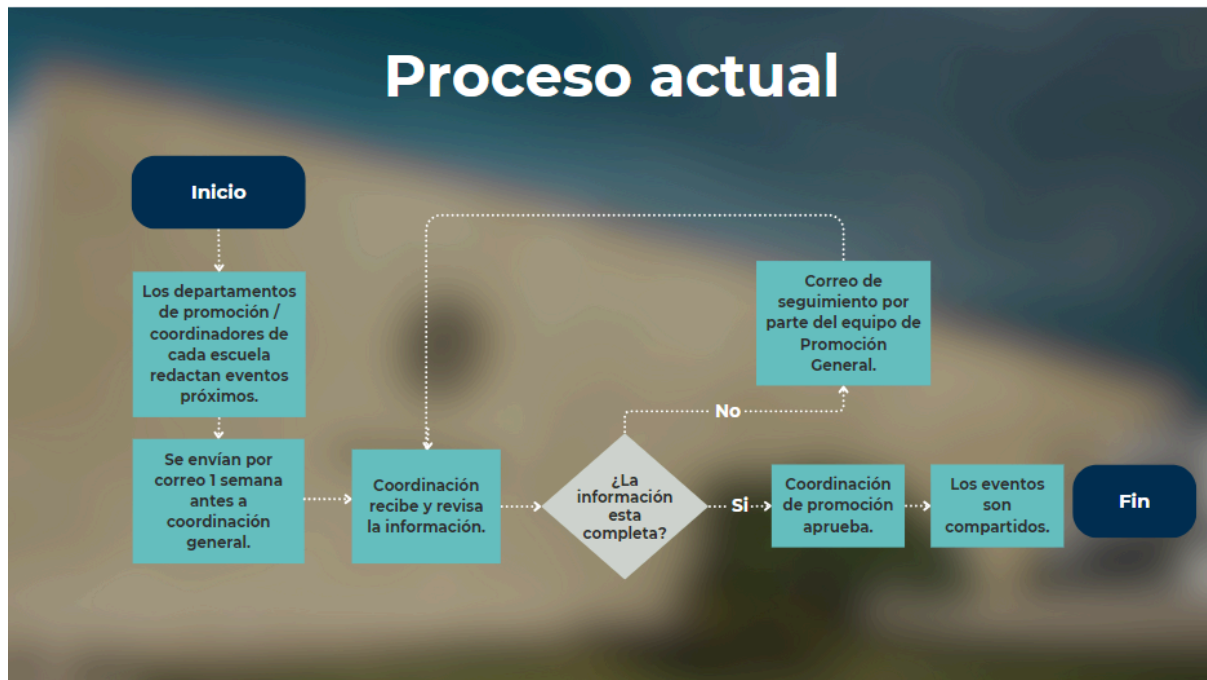 Proceso actual
Inicio
Los departamentos
de promoción /
coordinadores de
cada escuela
redactan eventos
próximos.
Se envían por
correo 1 semana
antes a
coordinación
general.
Coordinación
recibe y revisa
la información.
¿La
información
esta
completa?
No
Correo de
seguimiento por
parte del equipo de
Promoción
General.
Si
Coordinación
de promoción
aprueba.
Los eventos
son
compartidos.
Fin